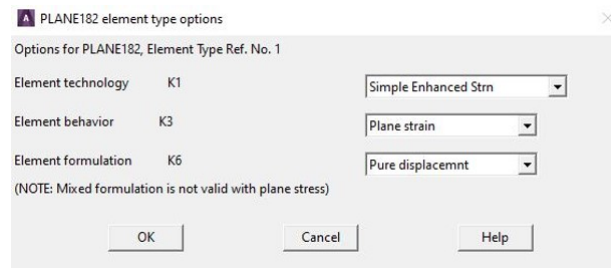 PLANE182 element type options
Options for PLANE182, Element Type Ref. No. 1
Element technology K1 Simple Enhanced Strn
Element behavior K3 Plane strain
Element formulation K6 Pure displacemnt
(NOTE: Mixed formulation is not valid with plane stress)
OK Cancel Help